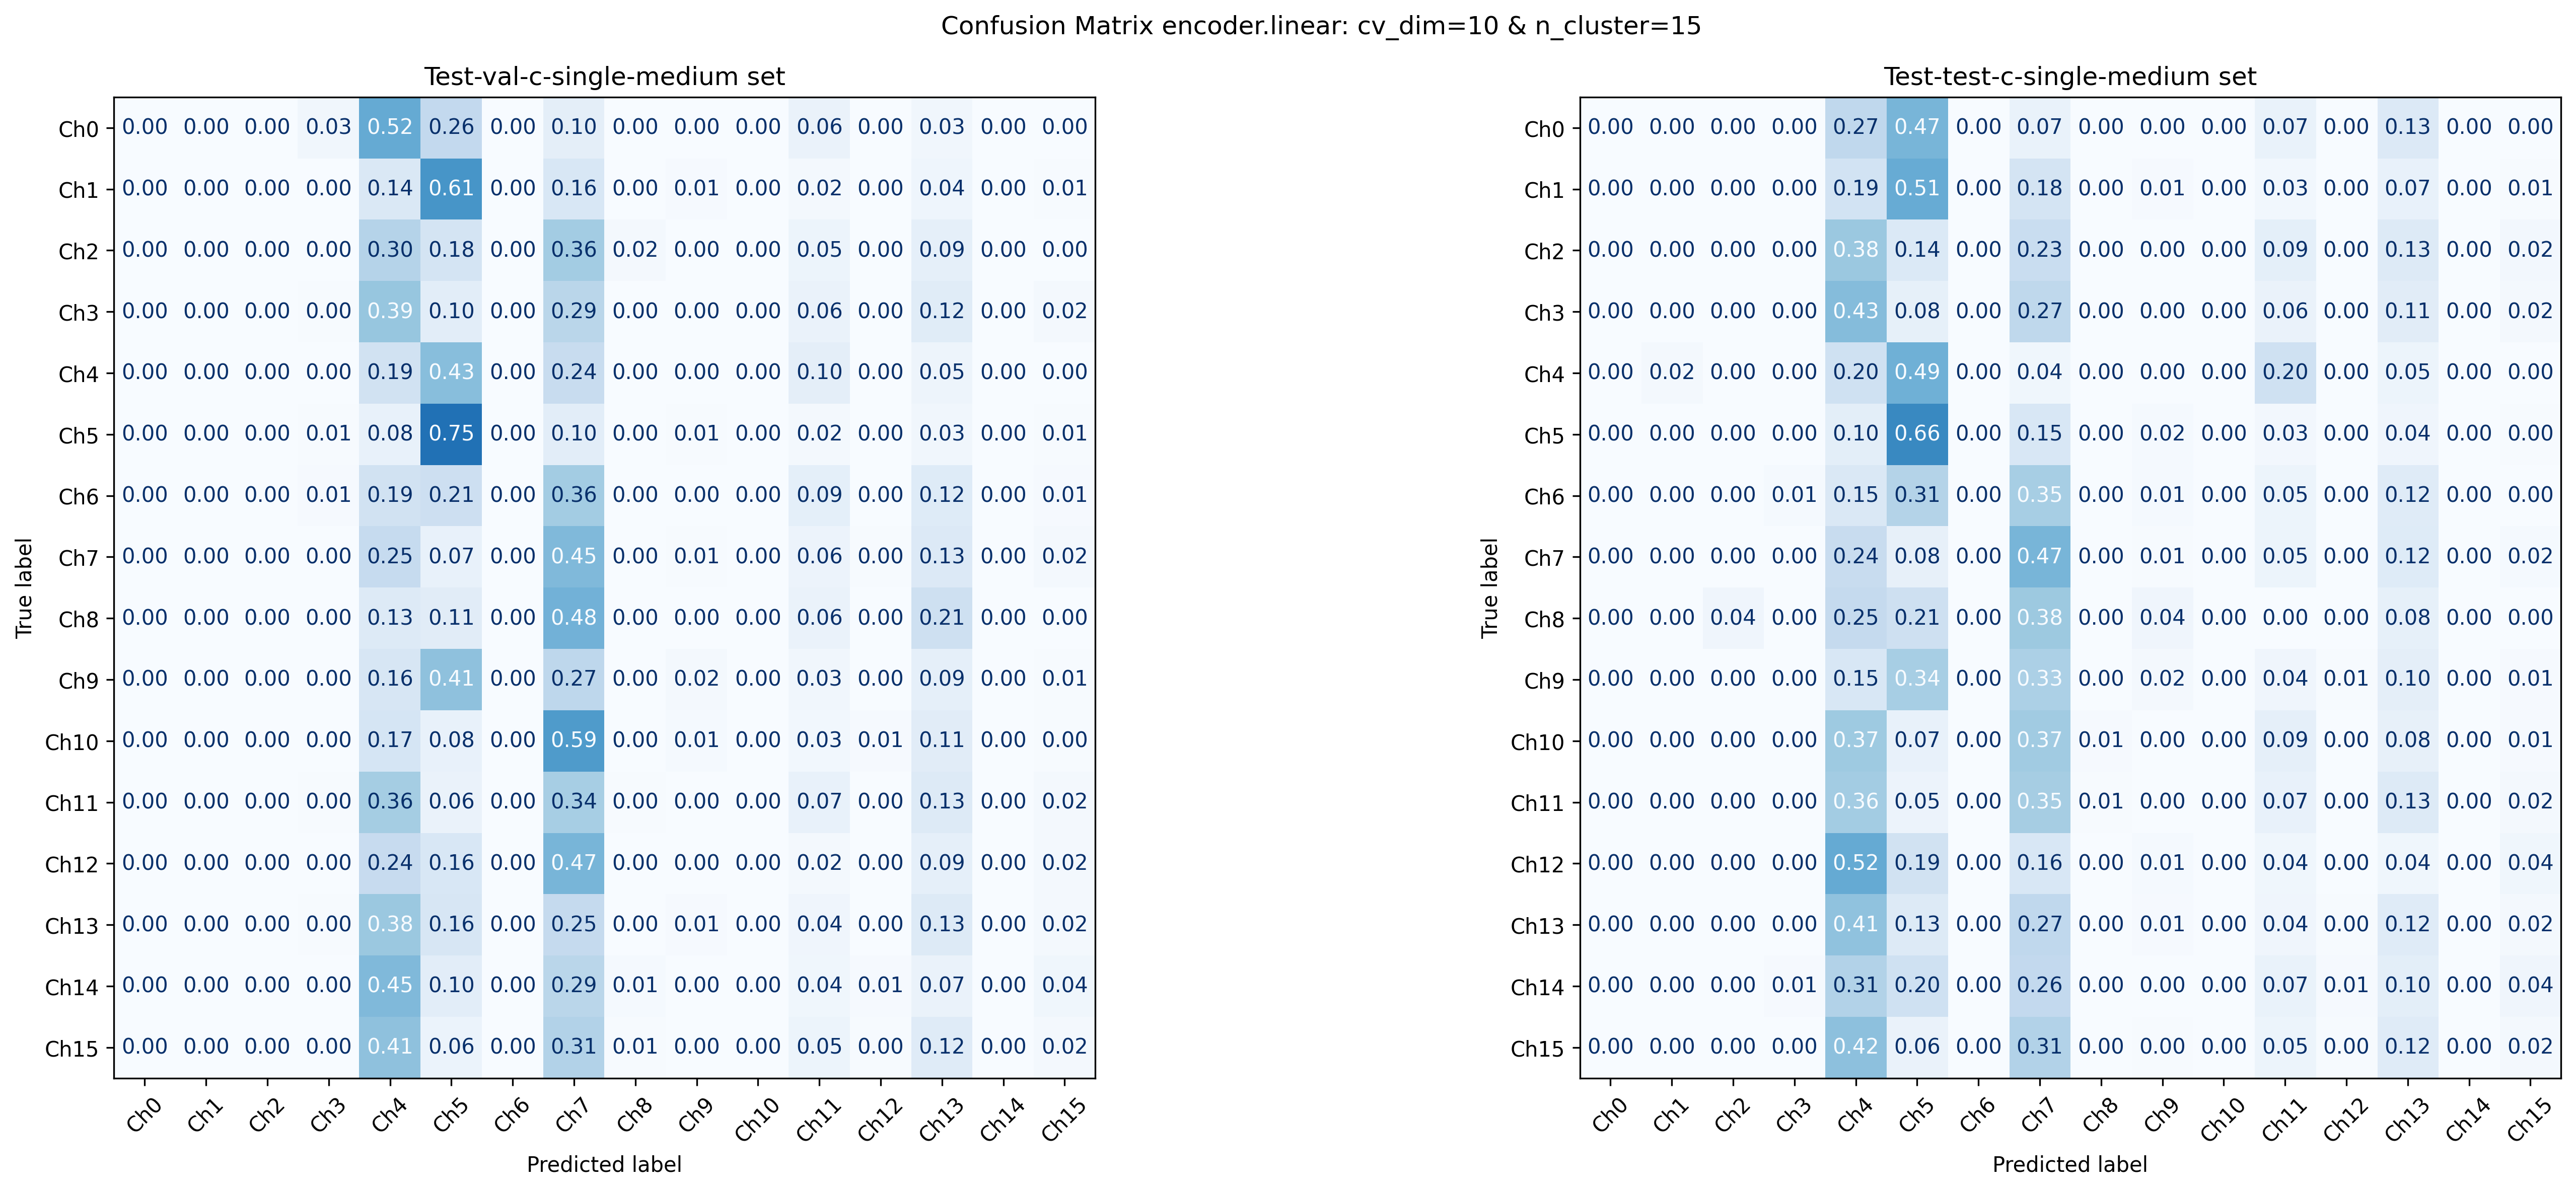 Confusion Matrix encoder.linear: cv_dim=10 & n_cluster=15
Test-val-c-single-medium set
True label
Ch0 0.00 0.00 0.00 0.03 0.52 0.26 0.00 0.10 0.00 0.00 0.00 0.06 0.00 0.03 0.00 0.00
Ch1 0.00 0.00 0.00 0.00 0.14 0.61 0.00 0.16 0.00 0.01 0.00 0.02 0.00 0.04 0.00 0.01
Ch2 0.00 0.00 0.00 0.00 0.30 0.18 0.00 0.36 0.02 0.00 0.00 0.05 0.00 0.09 0.00 0.00
Ch3 0.00 0.00 0.00 0.00 0.39 0.10 0.00 0.29 0.00 0.00 0.00 0.06 0.00 0.12 0.00 0.02
Ch4 0.00 0.00 0.00 0.00 0.19 0.43 0.00 0.24 0.00 0.00 0.00 0.10 0.00 0.05 0.00 0.00
Ch5 0.00 0.00 0.00 0.01 0.08 0.75 0.00 0.10 0.00 0.01 0.00 0.02 0.00 0.03 0.00 0.01
Ch6 0.00 0.00 0.00 0.01 0.19 0.21 0.00 0.36 0.00 0.00 0.00 0.09 0.00 0.12 0.00 0.01
Ch7 0.00 0.00 0.00 0.00 0.25 0.07 0.00 0.45 0.00 0.01 0.00 0.06 0.00 0.13 0.00 0.02
Ch8 0.00 0.00 0.00 0.00 0.13 0.11 0.00 0.48 0.00 0.00 0.00 0.06 0.00 0.21 0.00 0.00
Ch9 0.00 0.00 0.00 0.00 0.16 0.41 0.00 0.27 0.00 0.02 0.00 0.03 0.00 0.09 0.00 0.01
Ch10 0.00 0.00 0.00 0.00 0.17 0.08 0.00 0.59 0.00 0.01 0.00 0.03 0.01 0.11 0.00 0.00
Ch11 0.00 0.00 0.00 0.00 0.36 0.06 0.00 0.34 0.00 0.00 0.00 0.07 0.00 0.13 0.00 0.02
Ch12 0.00 0.00 0.00 0.00 0.24 0.16 0.00 0.47 0.00 0.00 0.00 0.02 0.00 0.09 0.00 0.02
Ch13 0.00 0.00 0.00 0.00 0.38 0.16 0.00 0.25 0.00 0.01 0.00 0.04 0.00 0.13 0.00 0.02
Ch14 0.00 0.00 0.00 0.00 0.45 0.10 0.00 0.29 0.01 0.00 0.00 0.04 0.01 0.07 0.00 0.04
Ch15 0.00 0.00 0.00 0.00 0.41 0.06 0.00 0.31 0.01 0.00 0.00 0.05 0.00 0.12 0.00 0.02
Ch0 Ch1 Ch2 Ch3 Ch4 Ch5 Ch6 Ch7 Ch8 Ch9 Ch10 Ch11 Ch12 Ch13 Ch14 Ch15
Predicted label
Test-test-c-single-medium set
True label
Ch0 0.00 0.00 0.00 0.00 0.27 0.47 0.00 0.07 0.00 0.00 0.00 0.07 0.00 0.13 0.00 0.00
Ch1 0.00 0.00 0.00 0.00 0.19 0.51 0.00 0.18 0.00 0.01 0.00 0.03 0.00 0.07 0.00 0.01
Ch2 0.00 0.00 0.00 0.00 0.38 0.14 0.00 0.23 0.00 0.00 0.00 0.09 0.00 0.13 0.00 0.02
Ch3 0.00 0.00 0.00 0.00 0.43 0.08 0.00 0.27 0.00 0.00 0.00 0.06 0.00 0.11 0.00 0.02
Ch4 0.00 0.02 0.00 0.00 0.20 0.49 0.00 0.04 0.00 0.00 0.00 0.20 0.00 0.05 0.00 0.00
Ch5 0.00 0.00 0.00 0.00 0.10 0.66 0.00 0.15 0.00 0.02 0.00 0.03 0.00 0.04 0.00 0.00
Ch6 0.00 0.00 0.00 0.01 0.15 0.31 0.00 0.35 0.00 0.01 0.00 0.05 0.00 0.12 0.00 0.00
Ch7 0.00 0.00 0.00 0.00 0.24 0.08 0.00 0.47 0.00 0.01 0.00 0.05 0.00 0.12 0.00 0.02
Ch8 0.00 0.00 0.04 0.00 0.25 0.21 0.00 0.38 0.00 0.04 0.00 0.00 0.00 0.08 0.00 0.00
Ch9 0.00 0.00 0.00 0.00 0.15 0.34 0.00 0.33 0.00 0.02 0.00 0.04 0.01 0.10 0.00 0.01
Ch10 0.00 0.00 0.00 0.00 0.37 0.07 0.00 0.37 0.01 0.00 0.00 0.09 0.00 0.08 0.00 0.01
Ch11 0.00 0.00 0.00 0.00 0.36 0.05 0.00 0.35 0.01 0.00 0.00 0.07 0.00 0.13 0.00 0.02
Ch12 0.00 0.00 0.00 0.00 0.52 0.19 0.00 0.16 0.00 0.01 0.00 0.04 0.00 0.04 0.00 0.04
Ch13 0.00 0.00 0.00 0.00 0.41 0.13 0.00 0.27 0.00 0.01 0.00 0.04 0.00 0.12 0.00 0.02
Ch14 0.00 0.00 0.00 0.01 0.31 0.20 0.00 0.26 0.00 0.00 0.00 0.07 0.01 0.10 0.00 0.04
Ch15 0.00 0.00 0.00 0.00 0.42 0.06 0.00 0.31 0.00 0.00 0.00 0.05 0.00 0.12 0.00 0.02
Ch0 Ch1 Ch2 Ch3 Ch4 Ch5 Ch6 Ch7 Ch8 Ch9 Ch10 Ch11 Ch12 Ch13 Ch14 Ch15
Predicted label